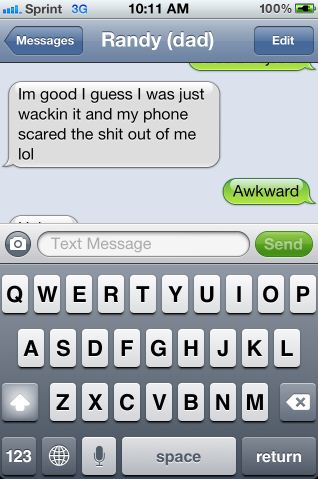 Sprint 3G 10:11 AM 100%
Messages Randy (dad) Edit
Im good I guess I was just
wackin it and my phone
scared the shit out of me
lol
Awkward
Text Message Send
Q W E R T Y U I O P
A S D F G H J K L
Z X C V B N M
123 space return